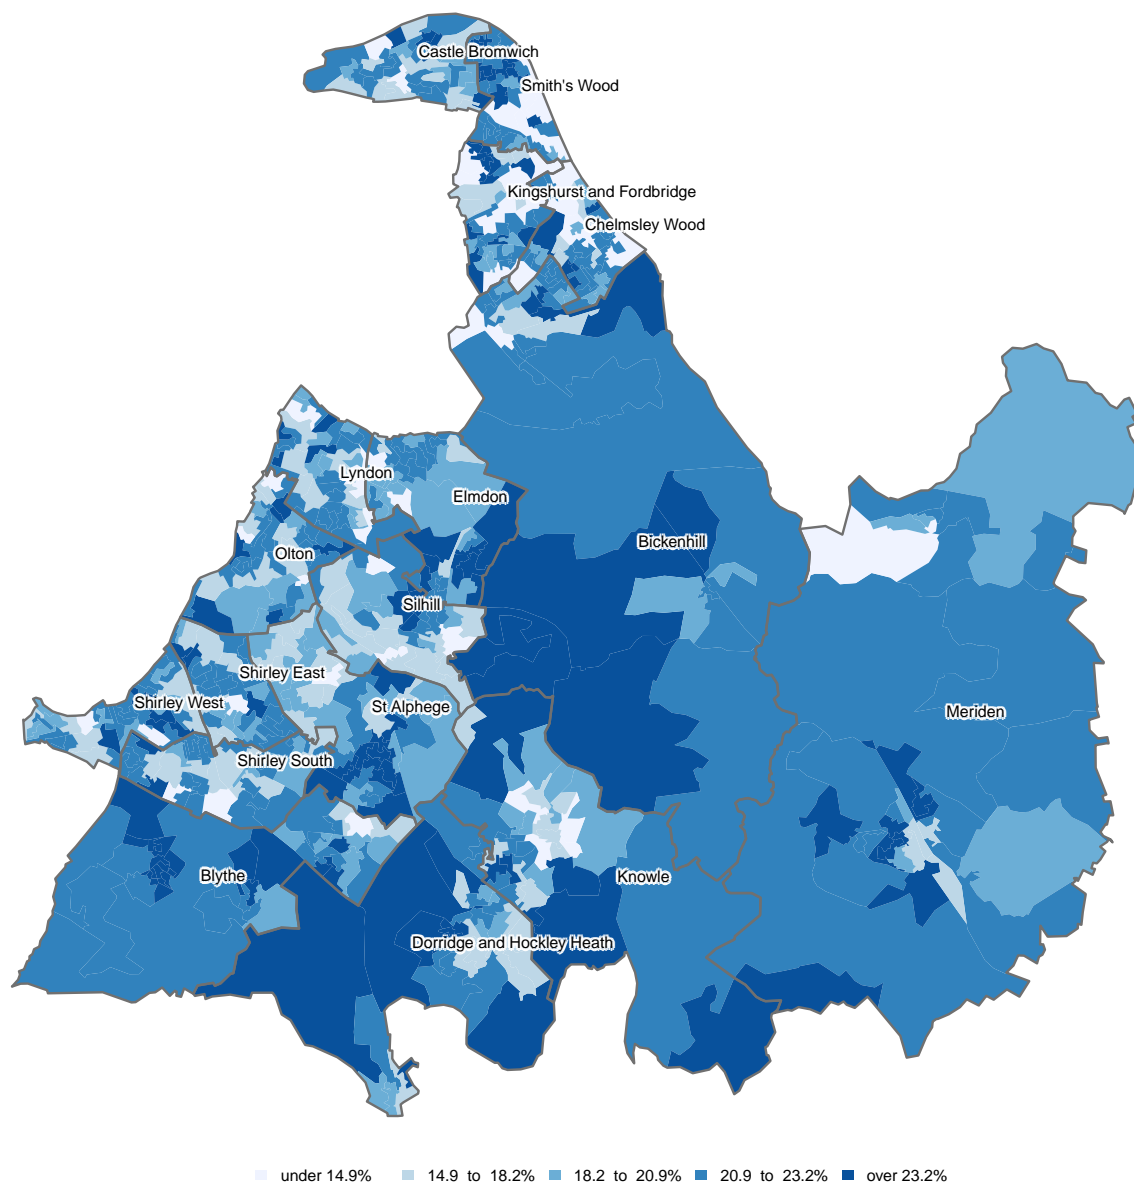 Castle Bromwich
Smith's Wood
Kingshurst and Fordbridge
Chelmsley Wood
Lyndon
Elmdon
Bickenhill
Olton
Silhill
Shirley East
Shirley West
St Alphege
Meriden
Shirley South
Blythe
Knowle
Dorridge and Hockley Heath
under 14.9% 14.9 to 18.2% 18.2 to 20.9% 20.9 to 23.2% over 23.2%